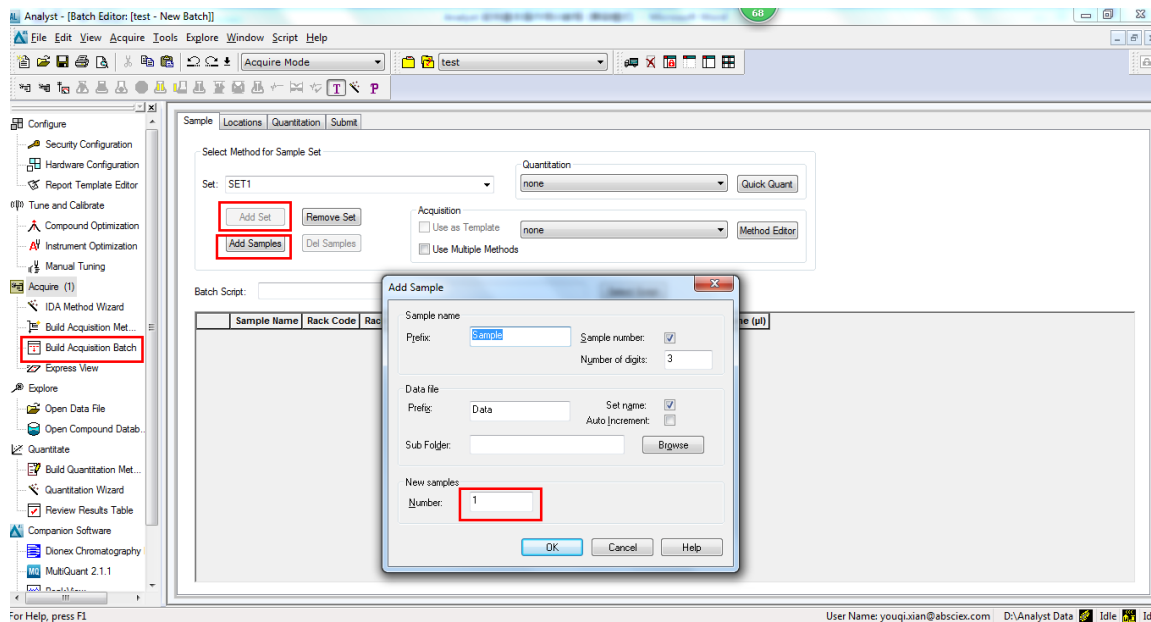 Analyst - [Batch Editor: [test - New Batch]]
68
File Edit View Acquire Tools Explore Window Script Help
Acquire Mode
test
T
P
Configure
Security Configuration
Hardware Configuration
Report Template Editor
Tune and Calibrate
Compound Optimization
Instrument Optimization
Manual Tuning
Acquire (1)
IDA Method Wizard
Build Acquisition Met...
Build Acquisition Batch
Express View
Explore
Open Data File
Open Compound Datab..
Quantitate
Build Quantitation Met...
Quantitation Wizard
Review Results Table
Companion Software
Dionex Chromatography
MQ MultiQuant 2.1.1
Sample Locations Quantitation Submit
Select Method for Sample Set
Set: SET1
Quantitation
none
Quick Quant
Add Set Remove Set
Add Samples Del Samples
Acquisition
Use as Template
none
Method Editor
Use Multiple Methods
Batch Script:
Sample Name Rack Code
(µl)
Add Sample
Sample name
Prefix: Sample
Sample number:
Number of digits: 3
Data file
Prefix: Data
Set name:
Auto Increment:
Sub Folder:
Browse
New samples
Number: 1
OK Cancel Help
For Help, press F1
User Name: youqi.xian@absciex.com D:\Analyst Data Idle